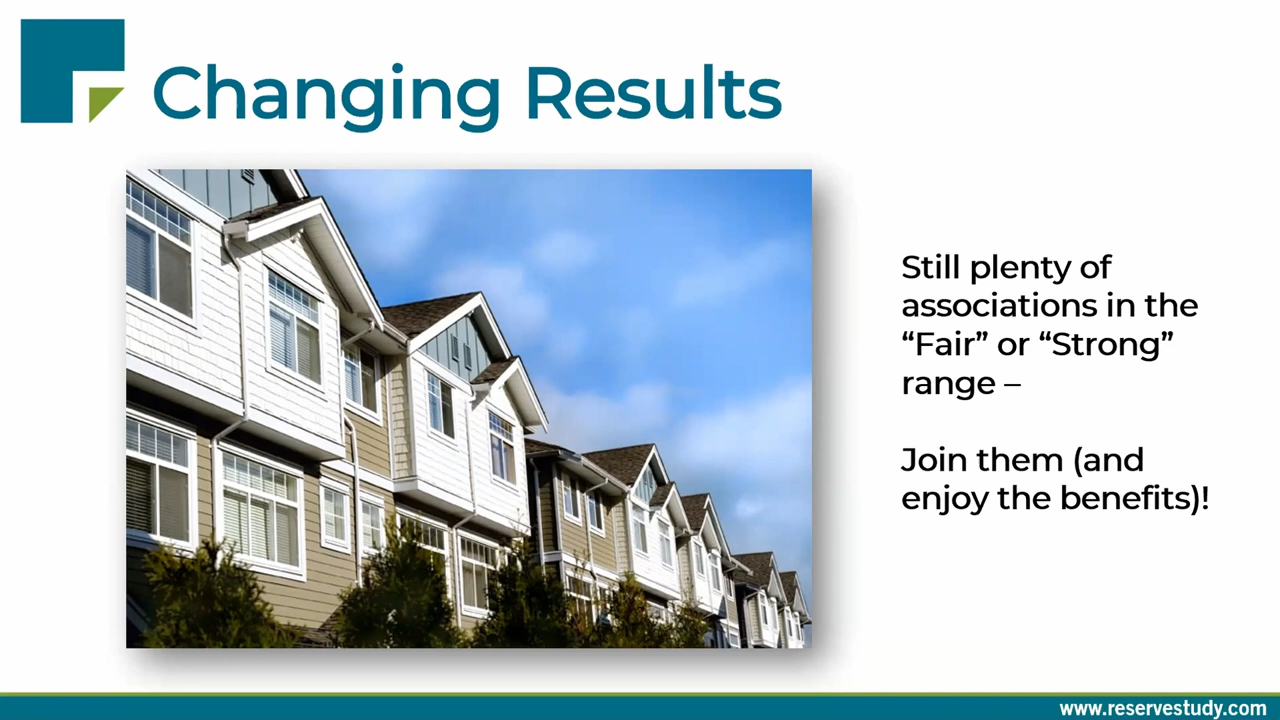 Changing Results
Still plenty of
associations in the
“Fair” or “Strong”
range –
Join them (and
enjoy the benefits)!
www.reservestudy.com